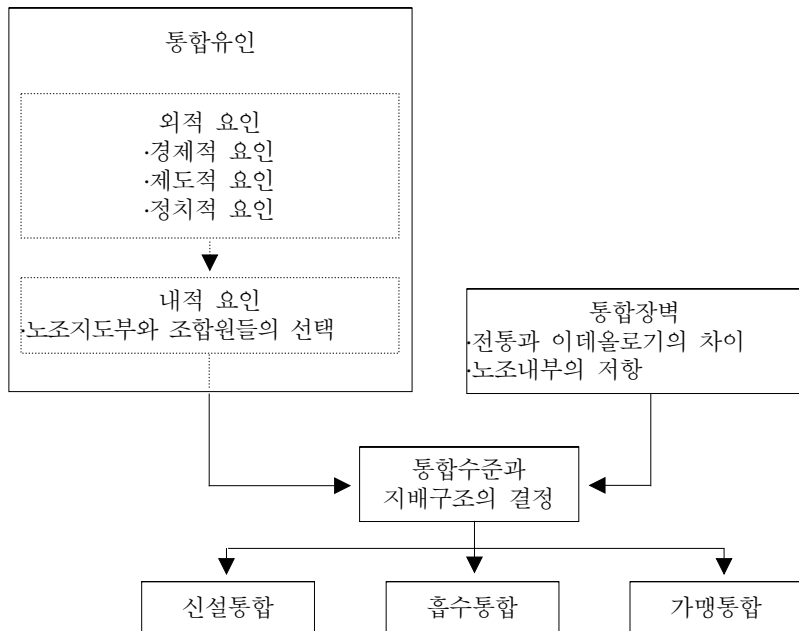 통합유인
외적 요인
·경제적 요인
·제도적 요인
·정치적 요인
내적 요인
·노조지도부와 조합원들의 선택
통합장벽
·전통과 이데올로기의 차이
·노조내부의 저항
통합수준과
지배구조의 결정
신설통합
흡수통합
가맹통합